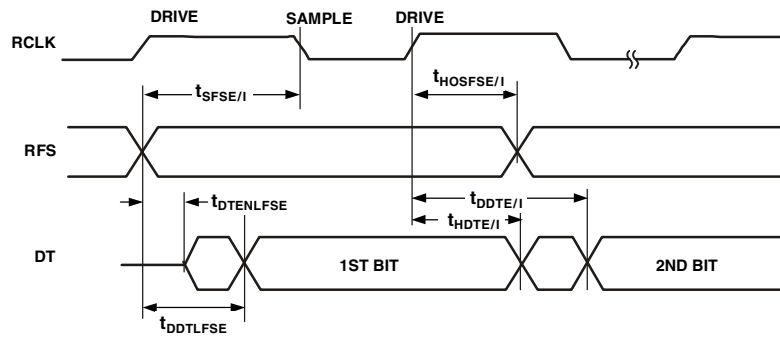 DRIVE SAMPLE DRIVE
RCLK
tSFSE/I tHOSFSE/I
RFS
tDTENLFSE tDDTE/I
tHDTE/I
DT 1ST BIT 2ND BIT
tDDTLFSE